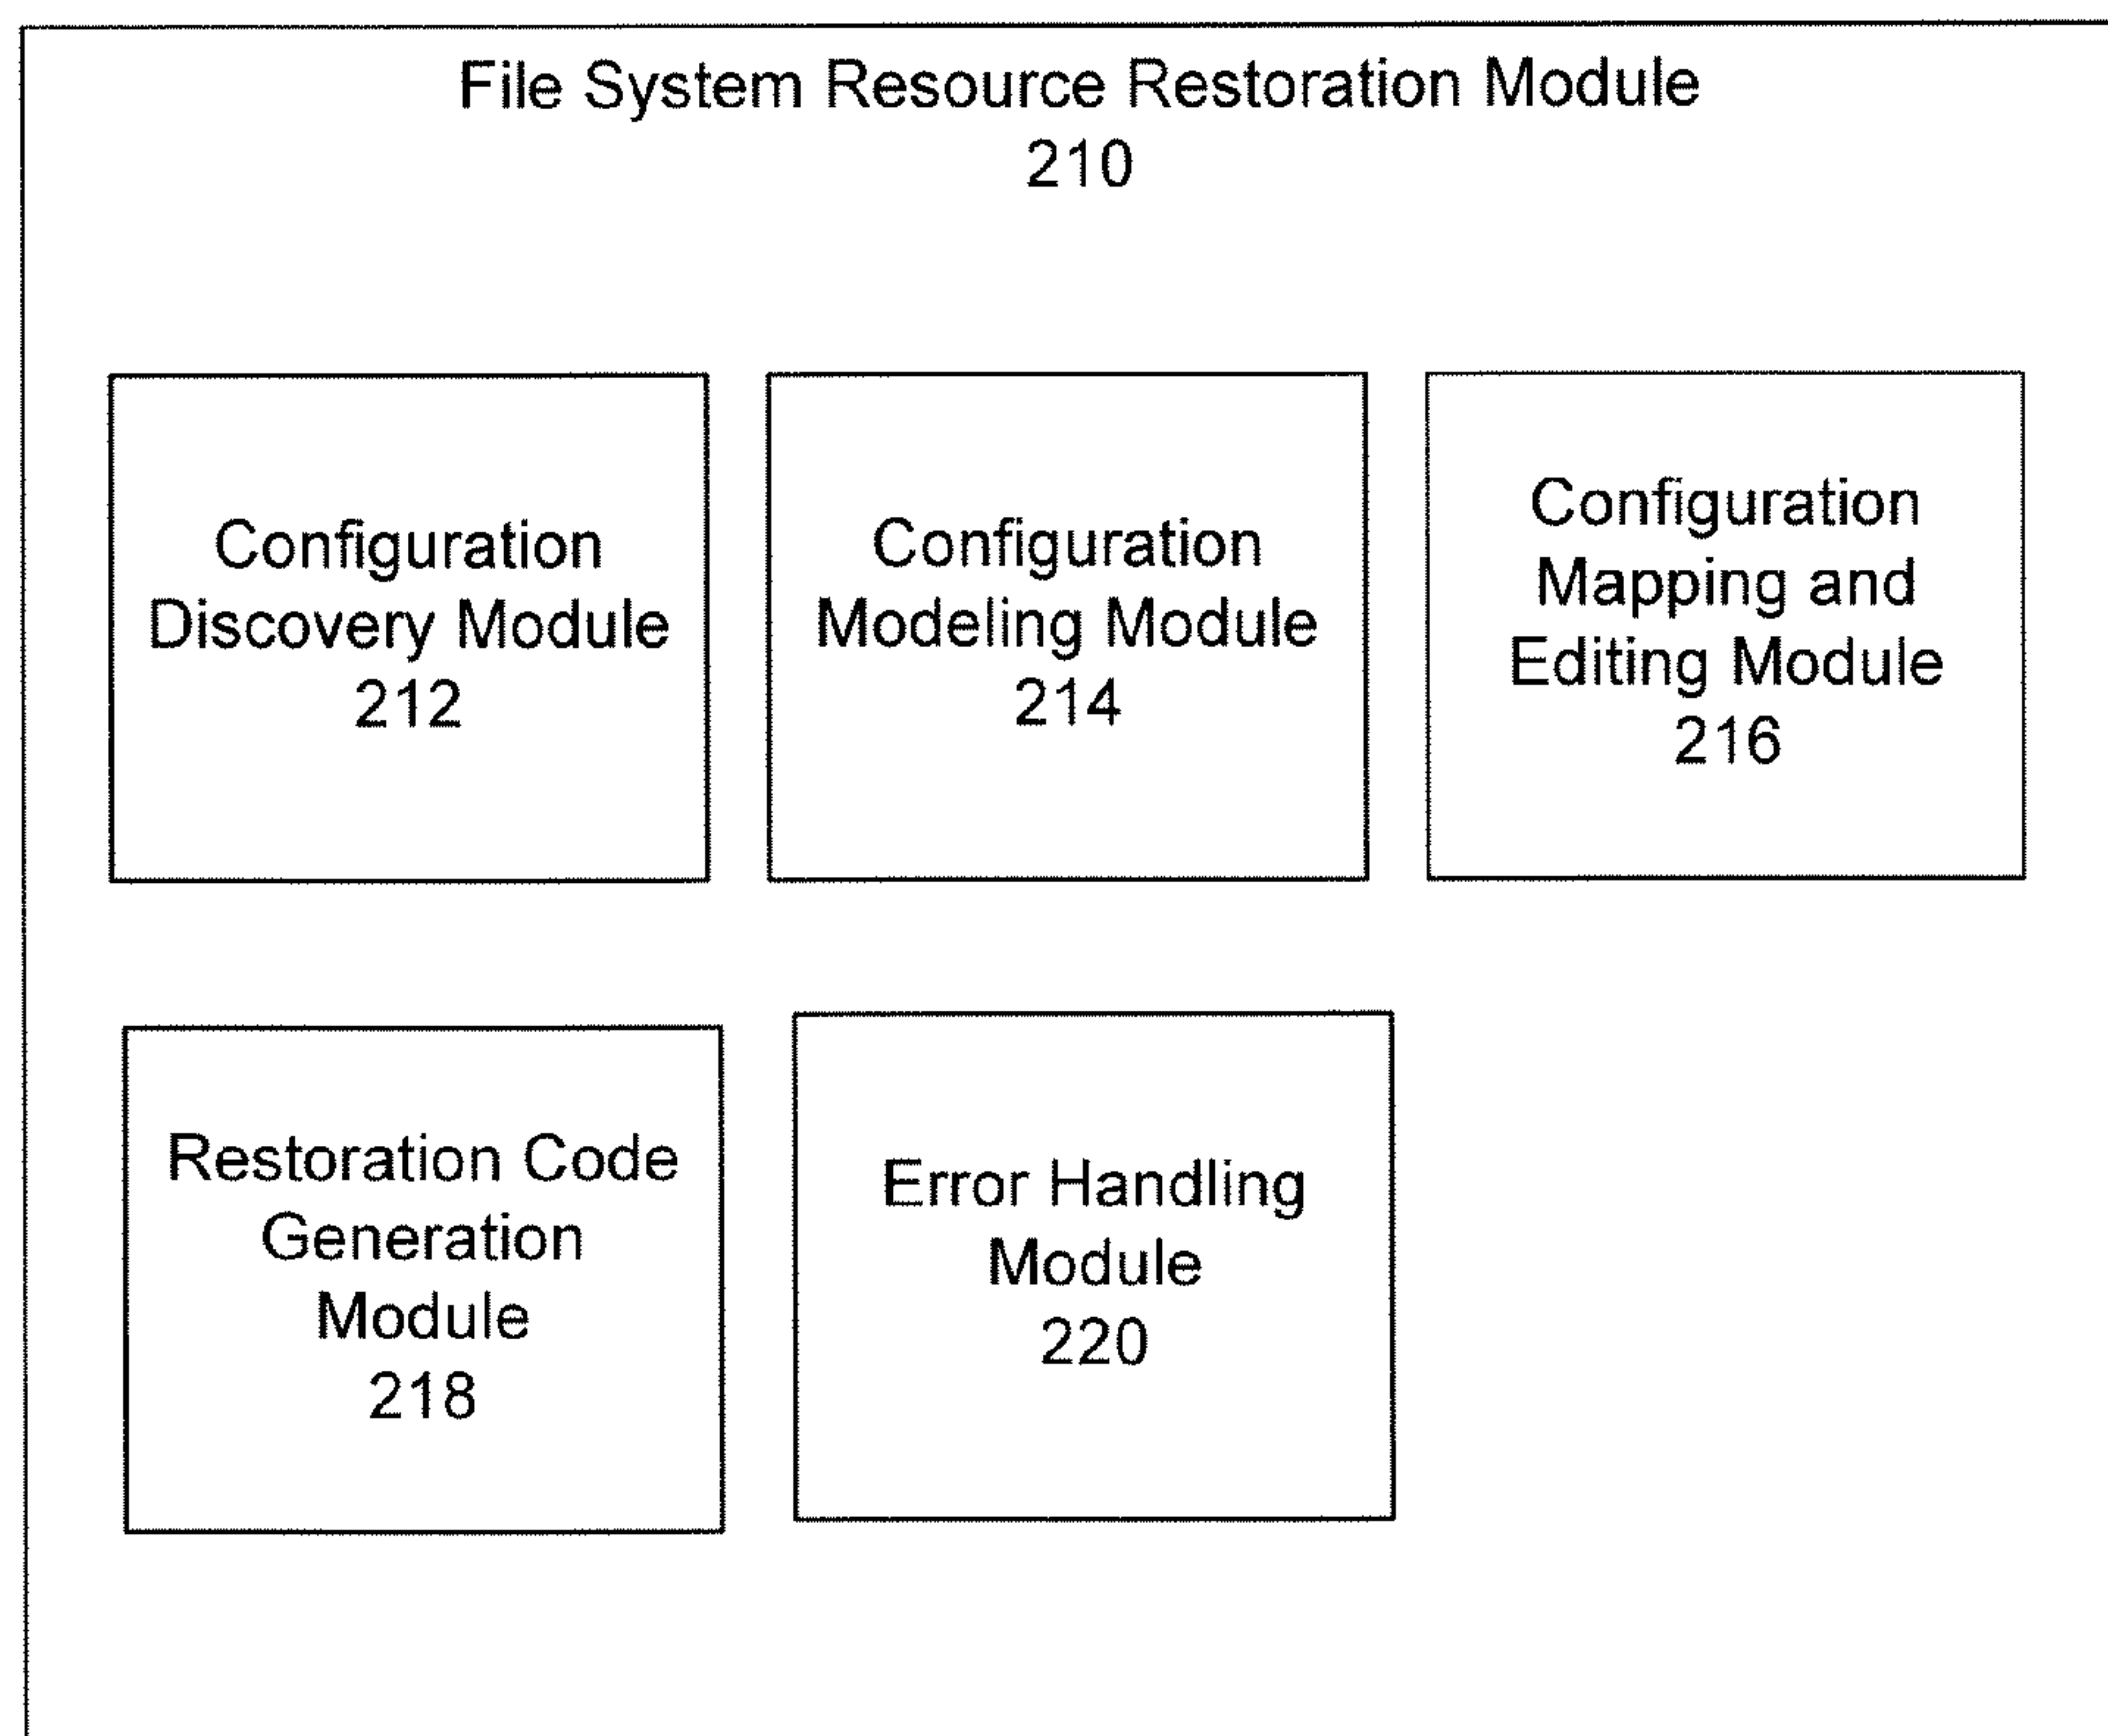 File System Resource Restoration Module
210
Configuration
Discovery Module
212
Configuration
Modeling Module
214
Configuration
Mapping and
Editing Module
216
Restoration Code
Generation
Module
218
Error Handling
Module
220